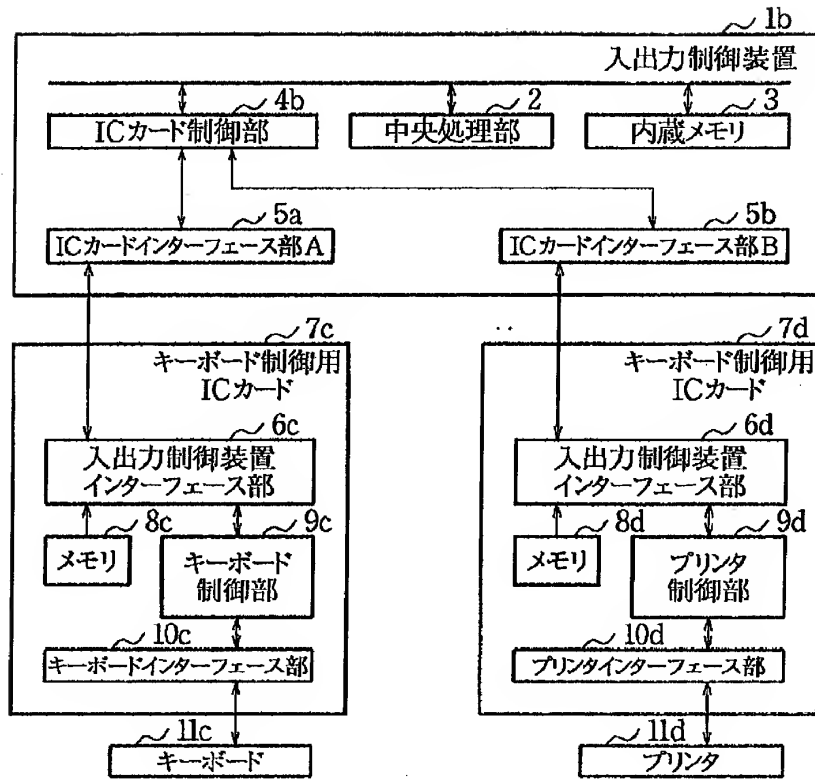 1b
入出力制御装置
4b
2
3
ICカード制御部
中央処理部
内蔵メモリ
5a
5b
ICカードインターフェース部A
ICカードインターフェース部B
7c
キーボード制御用
ICカード
6c
入出力制御装置
インターフェース部
8c
9c
メモリ
キーボード
制御部
10c
キーボードインターフェース部
11c
キーボード
7d
キーボード制御用
ICカード
6d
入出力制御装置
インターフェース部
8d
9d
メモリ
プリンタ
制御部
10d
プリンタインターフェース部
11d
プリンタ